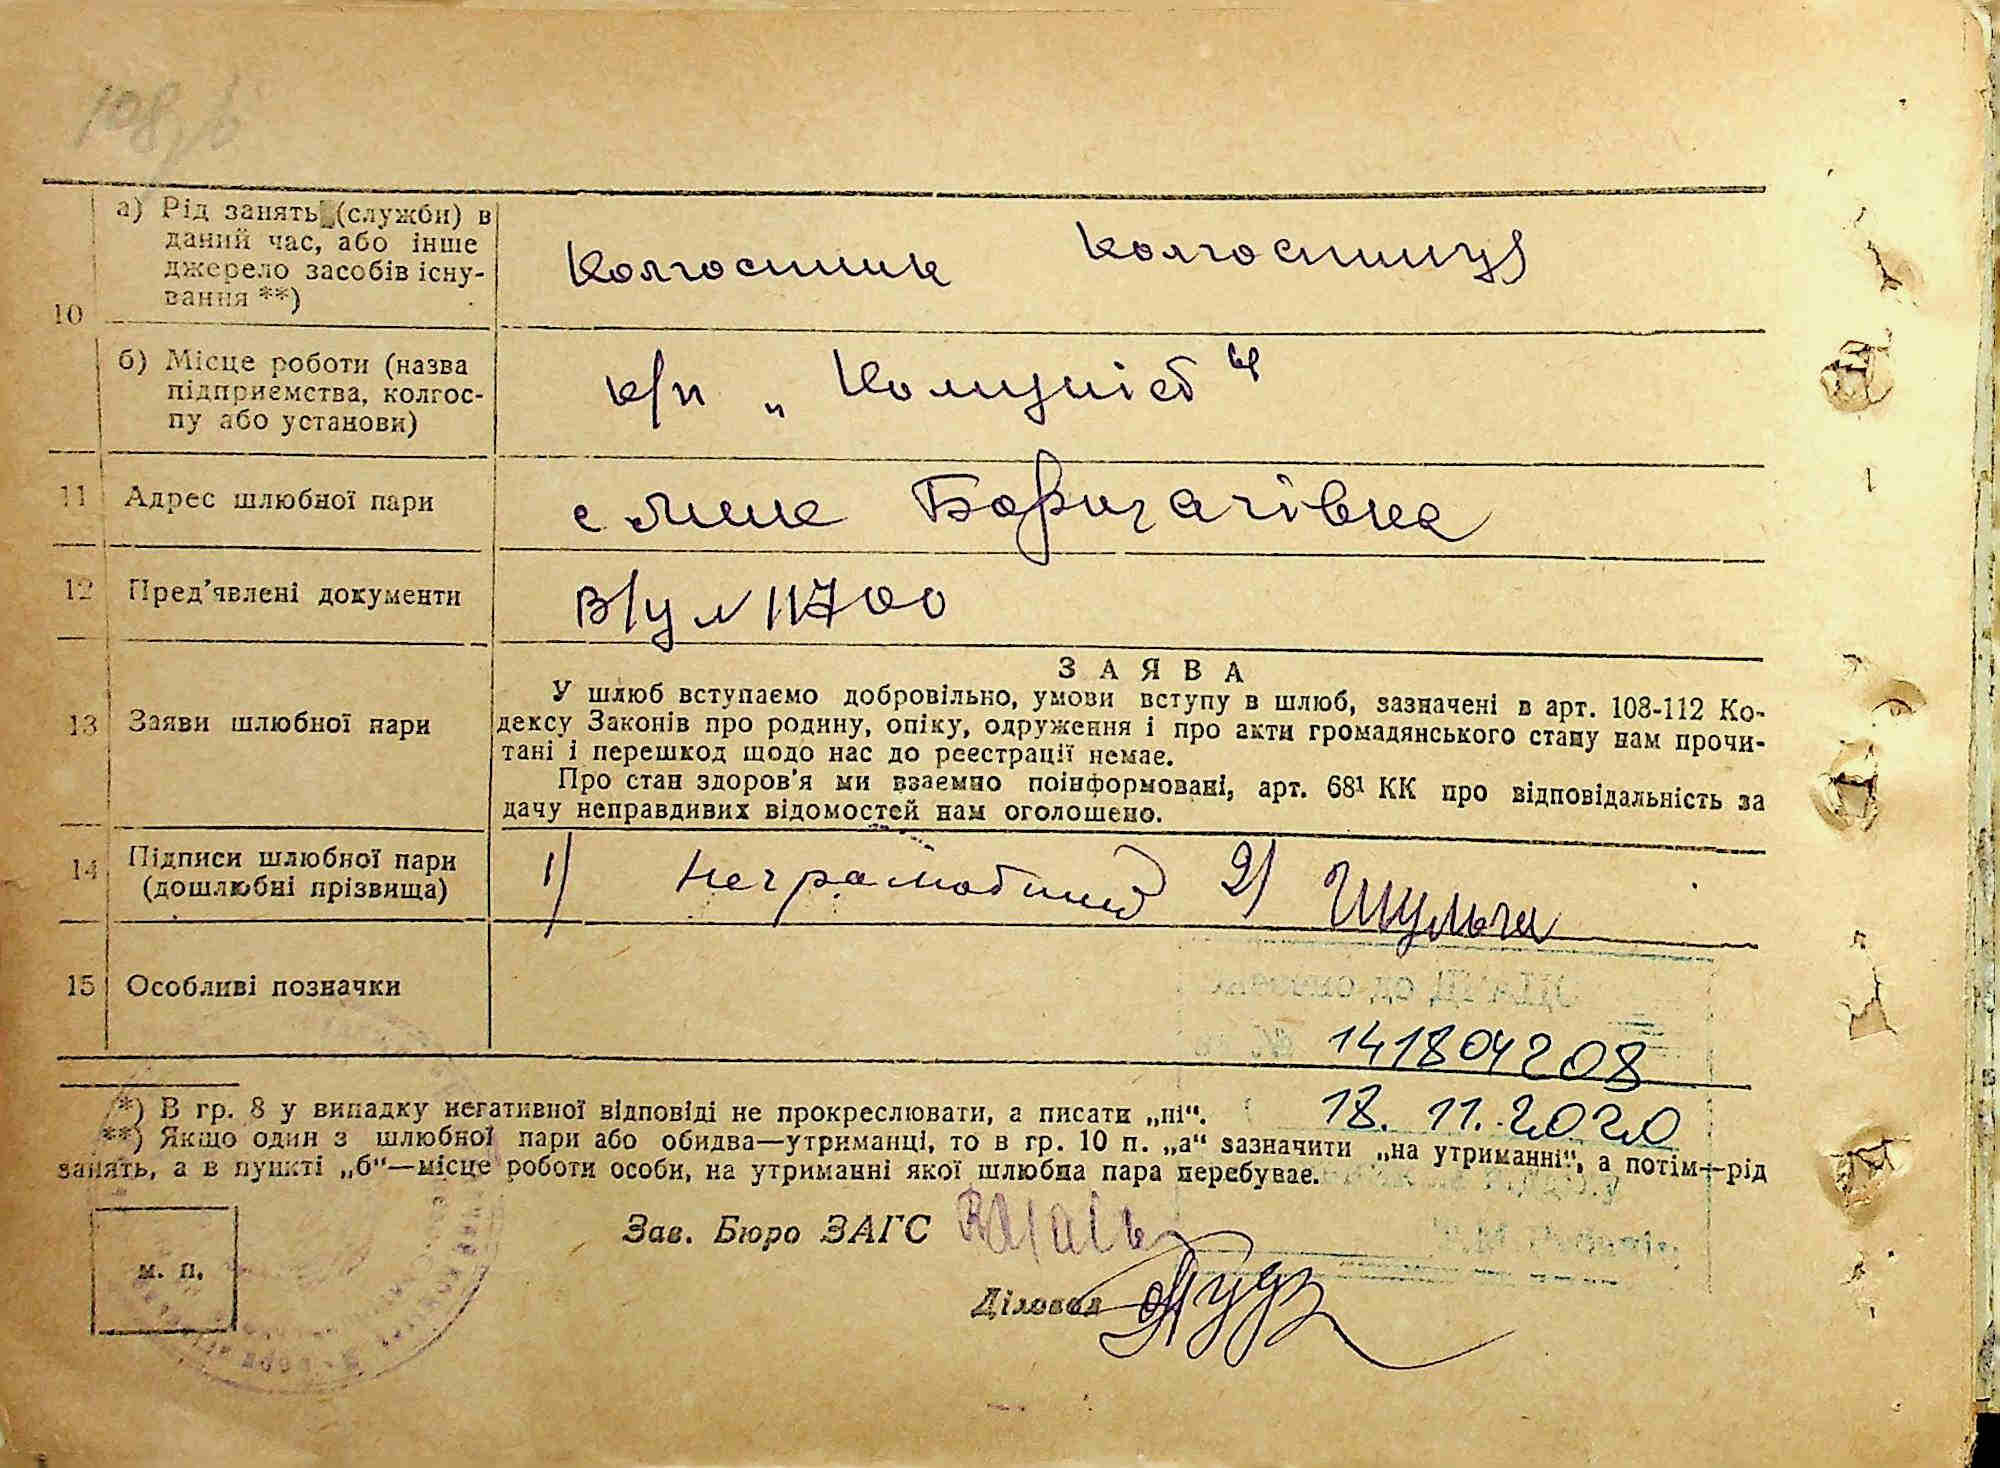 108
10 а) Рід занять (служби) в
даний час, або інше
джерело засобів існу-
вання **)
Колгоспник Колгоспниця
б) Місце роботи (назва
підприємства, колгос-
пу або установи)
к/п „Комуніст“
11 Адрес шлюбної пари
с Борщагівка
12 Пред'явлені документи
В/у № 11700
13 Заяви шлюбної пари
ЗАЯВА
У шлюб вступаємо добровільно, умови вступу в шлюб, зазначені в арт. 108-112 Ко-
дексу Законів про родину, опіку, одруження і про акти громадянського стану нам прочи-
тані і перешкод щодо нас до реєстрації немає.
Про стан здоров'я ми взаємно поінформовані, арт. 68¹ КК про відповідальність за
дачу неправдивих відомостей нам оголошено.
14 Підписи шлюбної пари
(дошлюбні прізвища)
1) Неграмотний 2) Шульга
15 Особливі позначки
141804208
18.11.2020
*) В гр. 8 у випадку негативної відповіді не прокреслювати, а писати „ні“.
**) Якщо один з шлюбної пари або обидва—утриманці, то в гр. 10 п. „а“ зазначити „на утриманні“, а потім—рід
занять, а в пункті „б“—місце роботи особи, на утриманні якої шлюбна пара перебуває.
Зав. Бюро ЗАГС
Діловод
м. п.